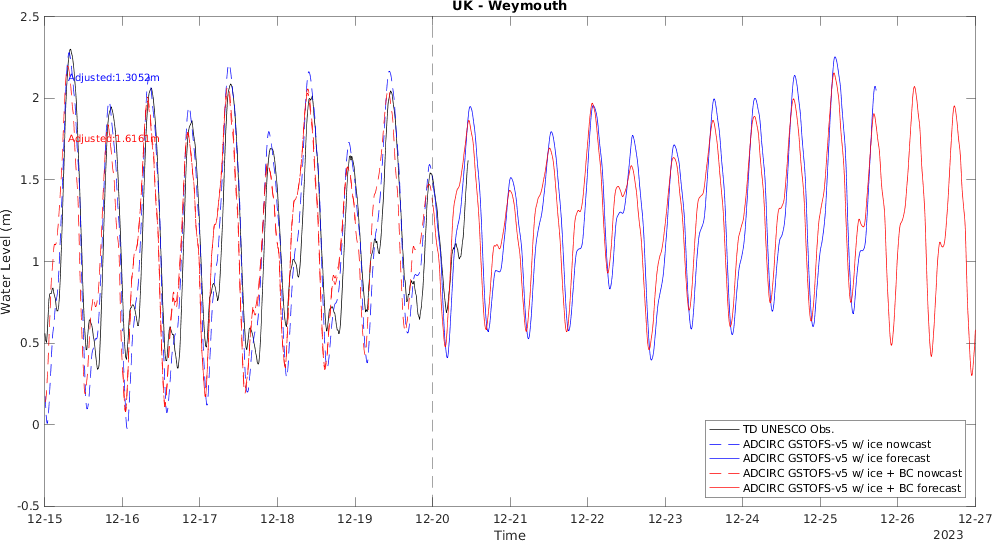 UK - Weymouth
2.5
2
1.5
1
0.5
0
-0.5
Water Level (m)
Adjusted:1.3052m
Adjusted:1.6161m
TD UNESCO Obs.
ADCIRC GSTOFS-v5 w/ ice nowcast
ADCIRC GSTOFS-v5 w/ ice forecast
ADCIRC GSTOFS-v5 w/ ice + BC nowcast
ADCIRC GSTOFS-v5 w/ ice + BC forecast
12-15 12-16 12-17 12-18 12-19 12-20 12-21 12-22 12-23 12-24 12-25 12-26 12-27
Time
2023